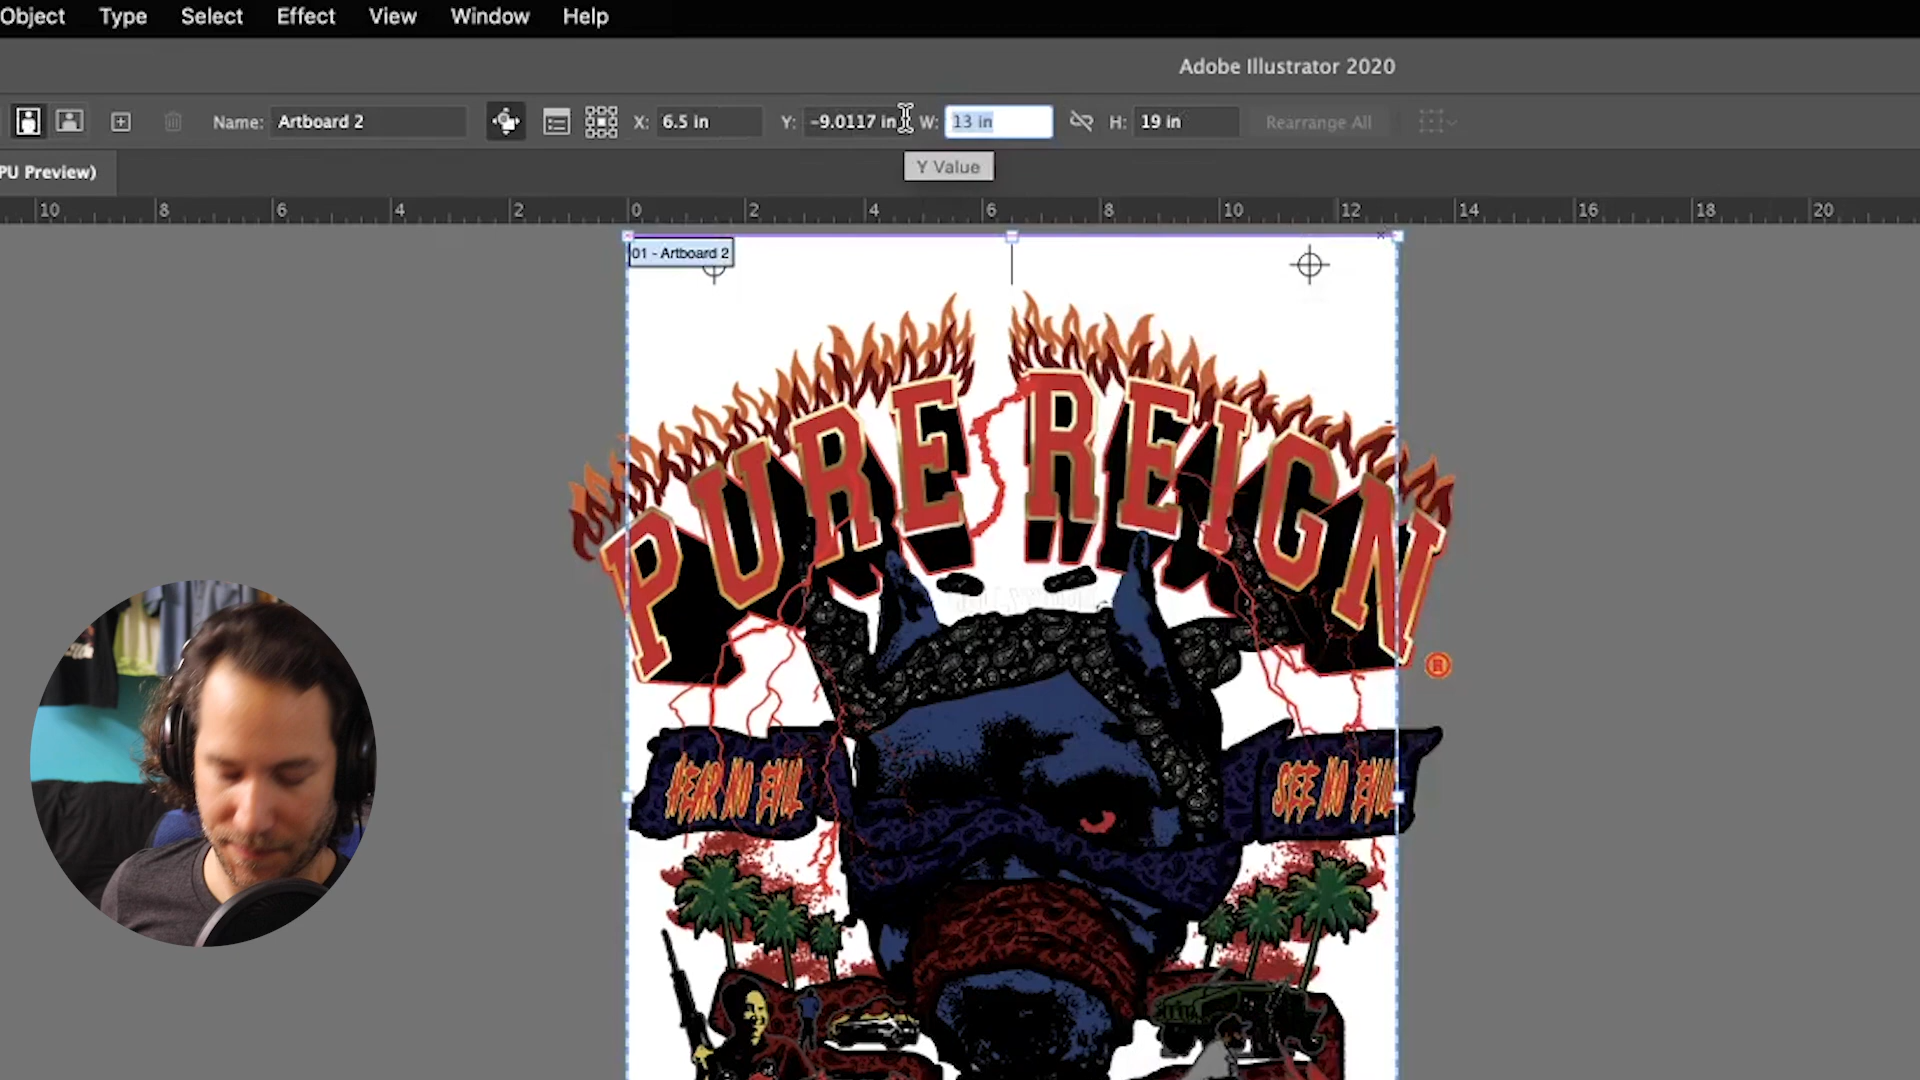 Object Type Select Effect View Window Help
Adobe Illustrator 2020
Name: Artboard 2 X: 6.5 in Y: -9.0117 in W: 13 in H: 19 in Rearrange All
Y Value
PU Preview)
10 8 6 4 2 0 2 4 6 8 10 12 14 16 18 20
01 - Artboard 2
PURE REIGN
®
HEAR NO EVIL
SEE NO EVIL